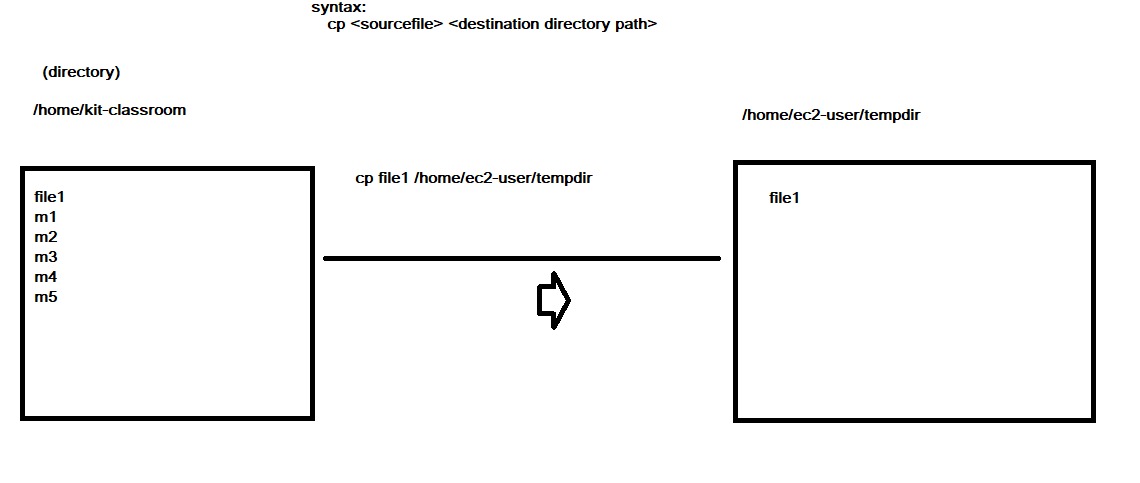 syntax:
cp <sourcefile> <destination directory path>
(directory)
/home/kit-classroom
/home/ec2-user/tempdir
cp file1 /home/ec2-user/tempdir
file1
m1
m2
m3
m4
m5
file1